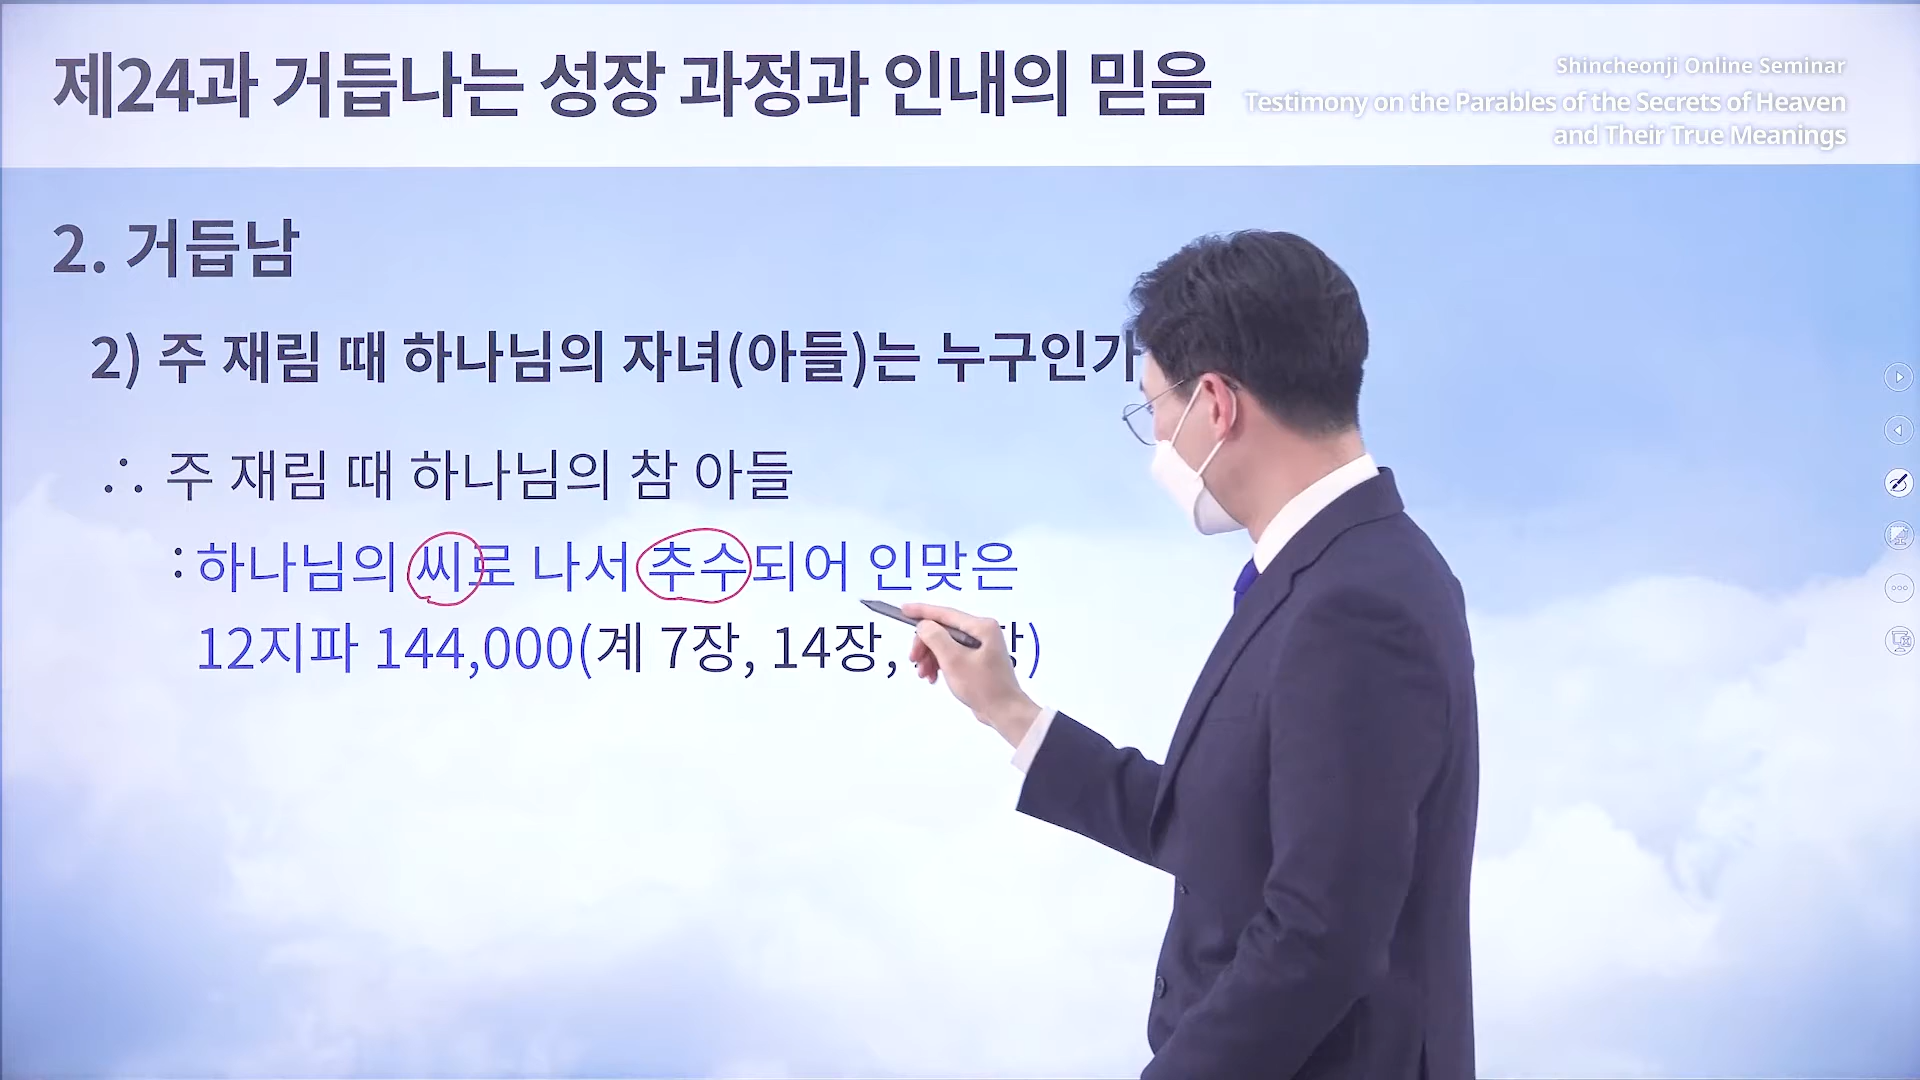 제24과 거듭나는 성장 과정과 인내의 믿음
Shincheonji Online Seminar
Testimony on the Parables of the Secrets of Heaven
and Their True Meanings
2. 거듭남
2) 주 재림 때 하나님의 자녀(아들)는 누구인가
∴ 주 재림 때 하나님의 참 아들
: 하나님의 씨로 나서 추수되어 인맞은
12지파 144,000(계 7장, 14장, 장)